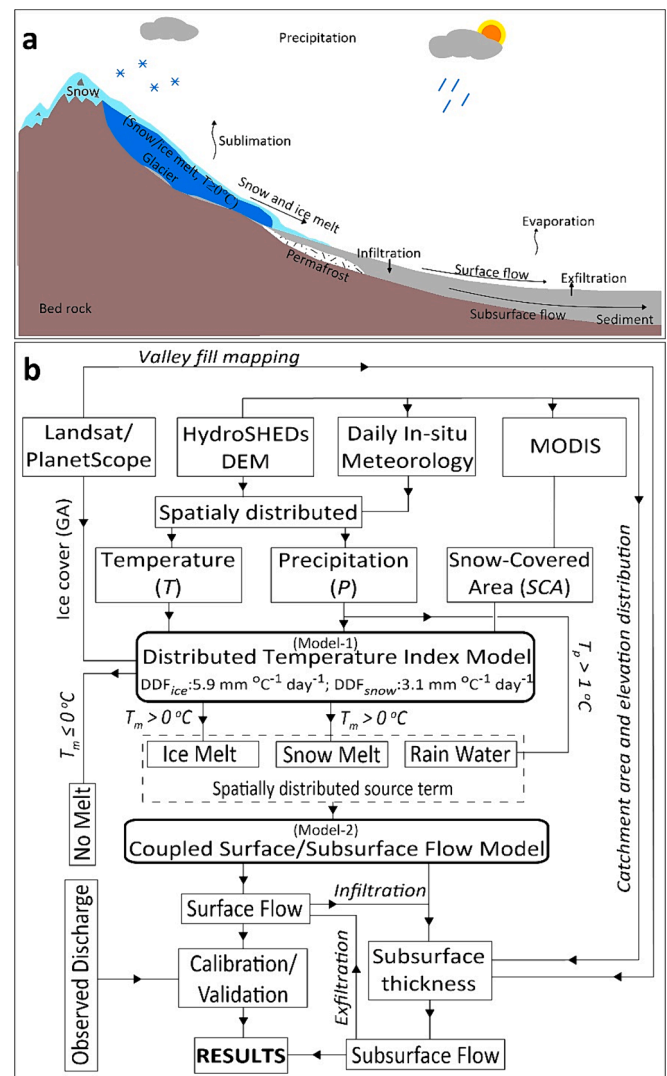 a
Precipitation
Snow
(Snow/ice melt, T≥0°C)
Glacier
Sublimation
Snow and ice melt
Evaporation
Infiltration
Surface flow
Exfiltration
Permafrost
Subsurface flow
Sediment
Bed rock
b
Valley fill mapping
Landsat/
PlanetScope
HydroSHEDs
DEM
Daily In-situ
Meteorology
MODIS
Spatialy distributed
Ice cover (GA)
Temperature
(T)
Precipitation
(P)
Snow-Covered
Area (SCA)
Catchment area and elevation distribution
(Model-1)
Distributed Temperature Index Model
DDFice:5.9 mm °C-1 day-1; DDFsnow:3.1 mm °C-1 day-1
Tp > 1 °C
Tm ≤ 0 °C
Tm > 0 °C
Tm > 0 °C
Ice Melt
Snow Melt
Rain Water
Spatially distributed source term
No Melt
(Model-2)
Coupled Surface/Subsurface Flow Model
Infiltration
Surface Flow
Observed Discharge
Calibration/
Validation
Exfiltration
Subsurface
thickness
RESULTS
Subsurface Flow